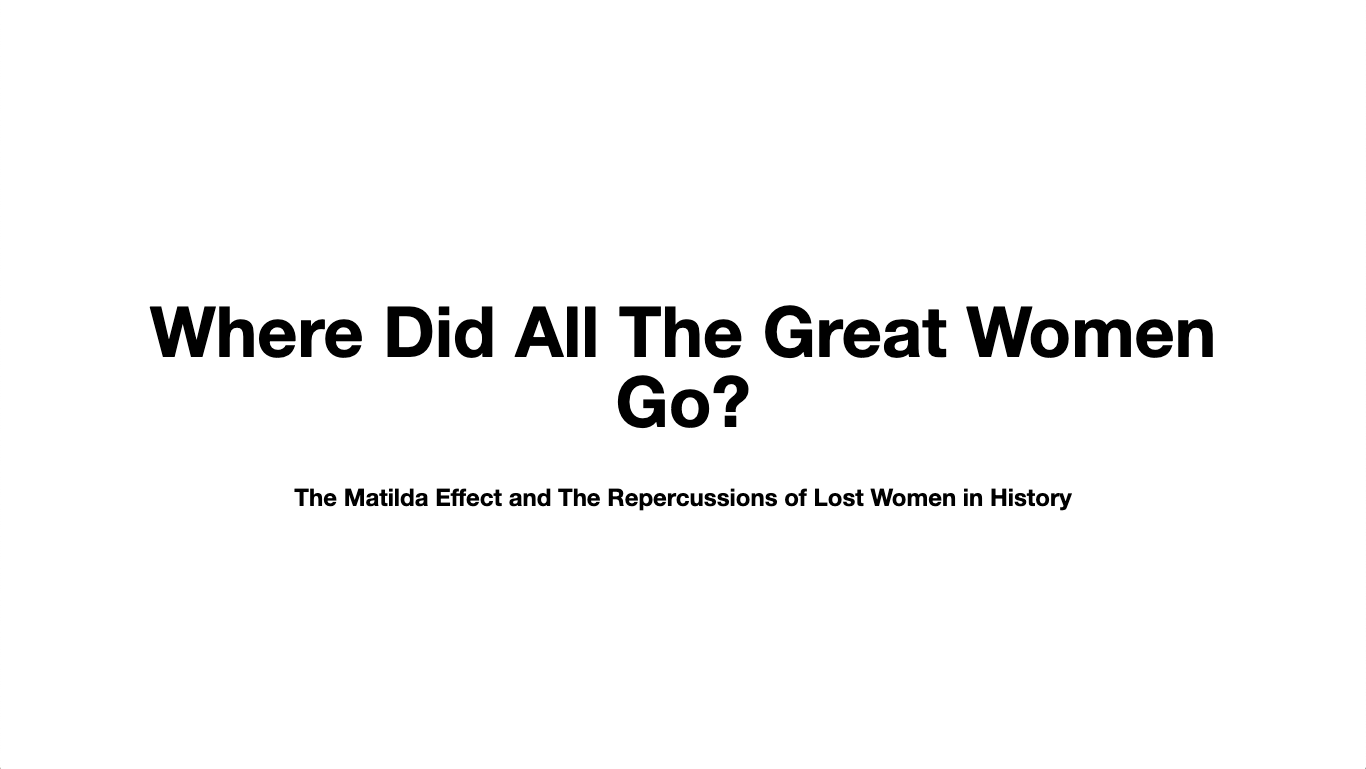 Where Did All The Great Women
Go?
The Matilda Effect and The Repercussions of Lost Women in History